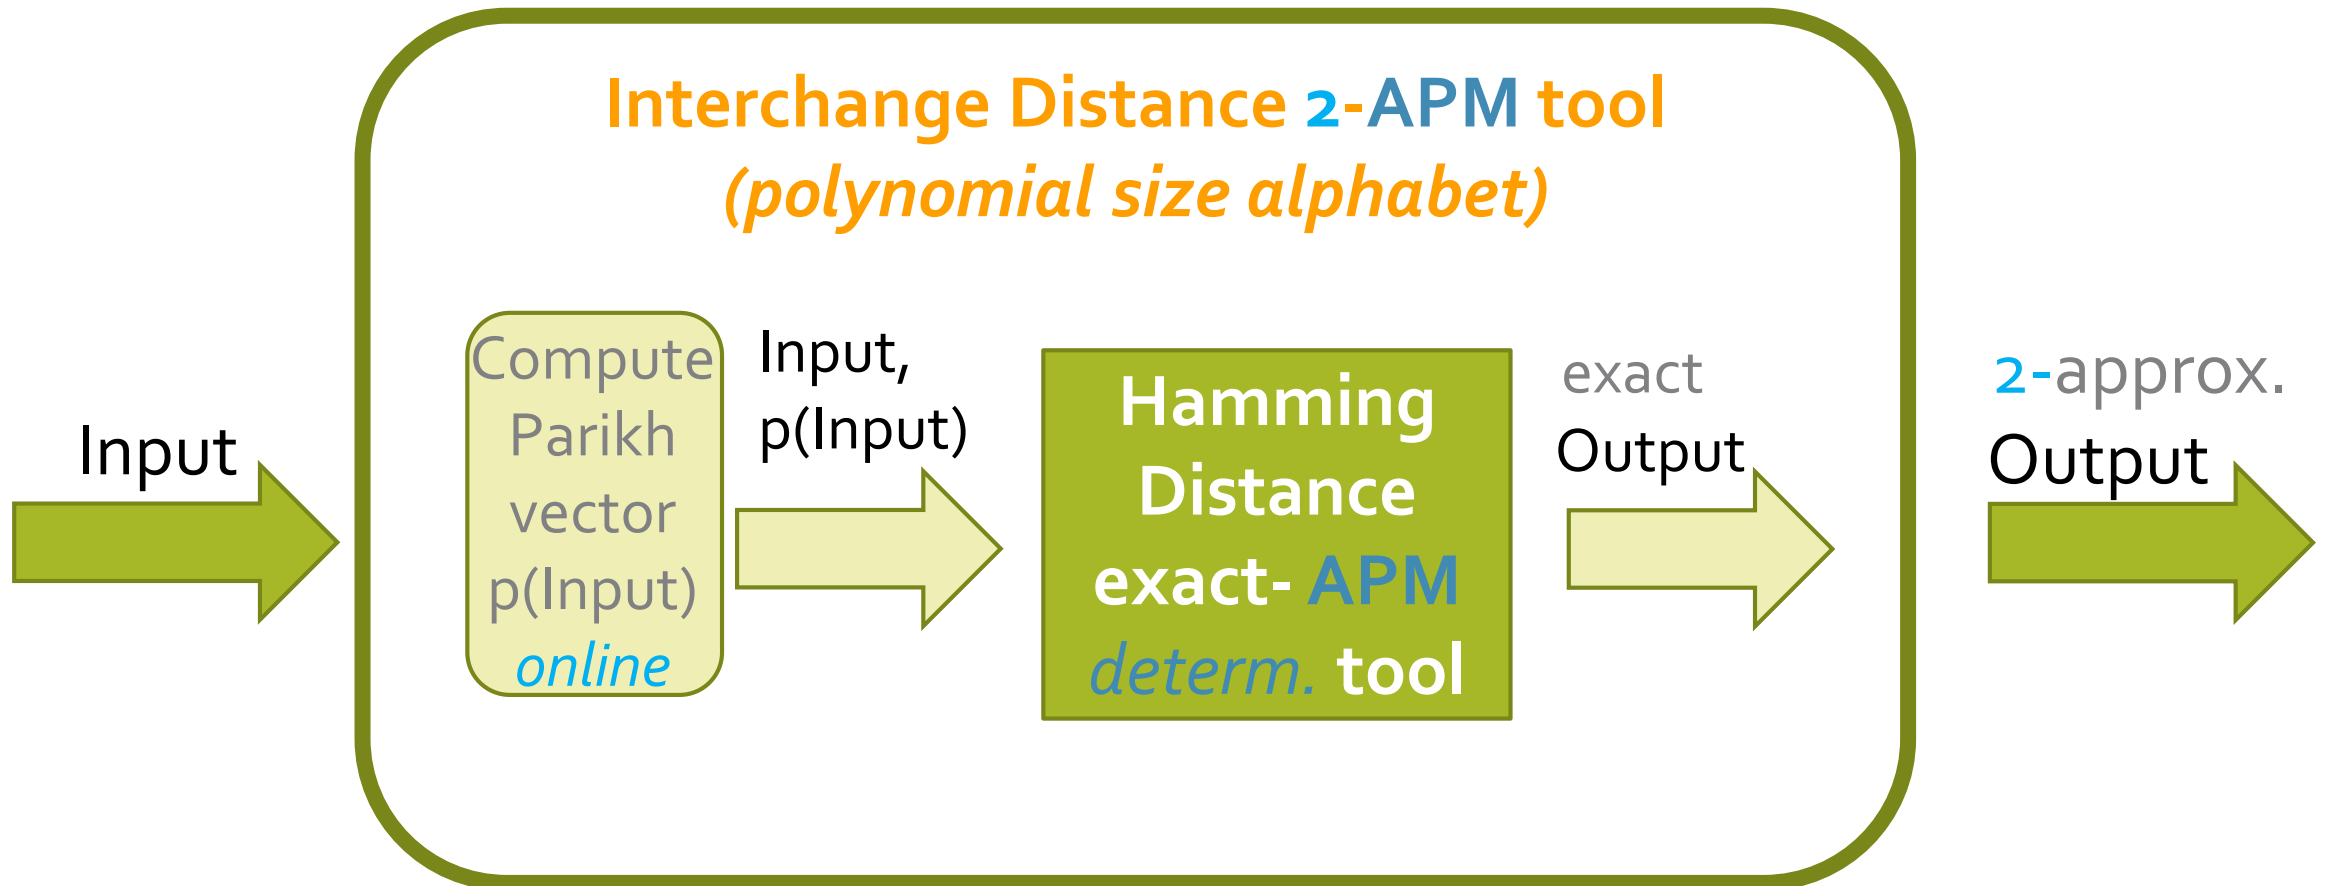 Interchange Distance 2-APM tool
(polynomial size alphabet)
Input
Compute
Parikh
vector
p(Input)
online
Input,
p(Input)
Hamming
Distance
exact- APM
determ. tool
exact
Output
2-approx.
Output